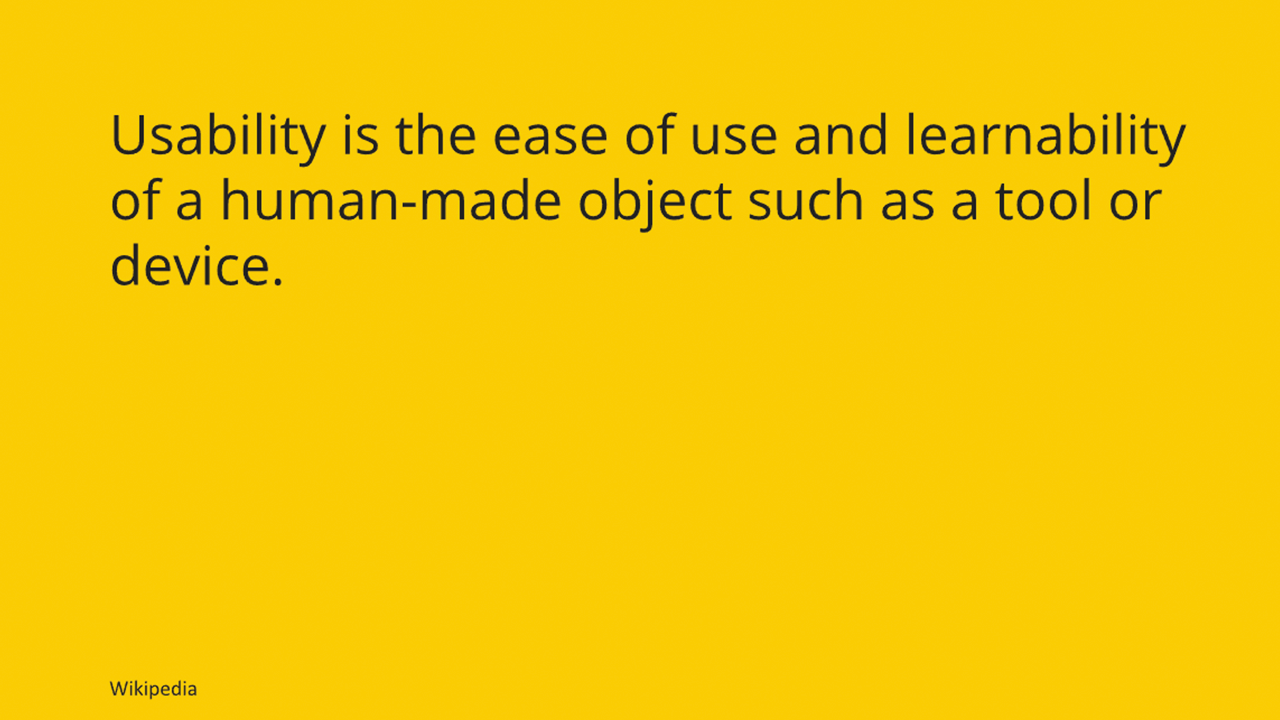 Usability is the ease of use and learnability
of a human-made object such as a tool or
device.
Wikipedia